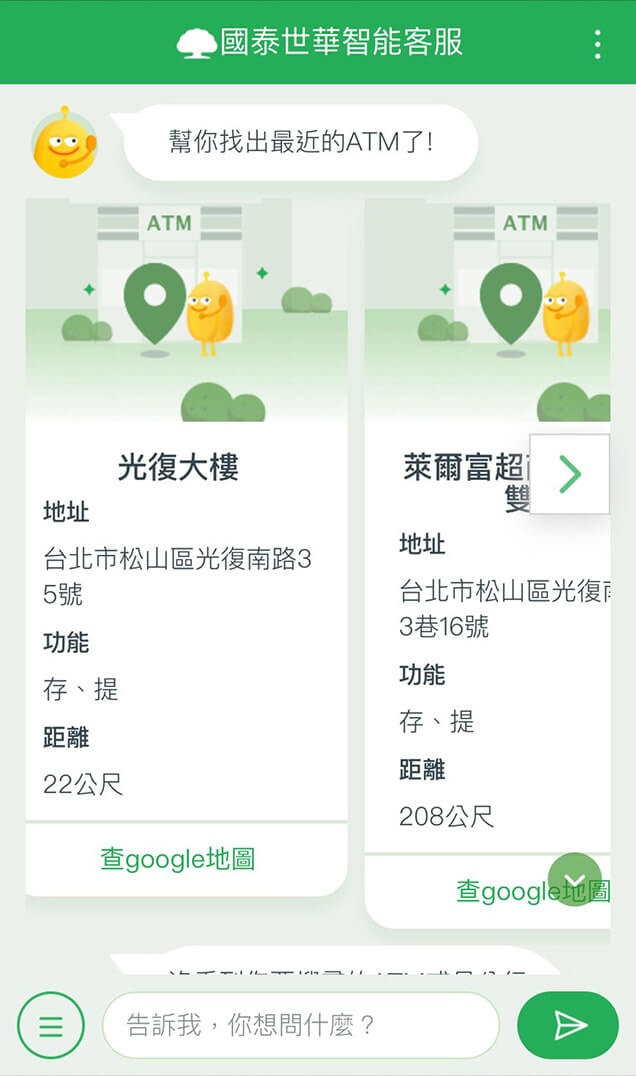 國泰世華智能客服
幫你找出最近的ATM了!
ATM
光復大樓
地址
台北市松山區光復南路3
5號
功能
存、提
距離
22公尺
查google地圖
ATM
萊爾富超
雙
地址
台北市松山區光復
3巷16號
功能
存、提
距離
208公尺
查google地圖
告訴我，你想問什麼？